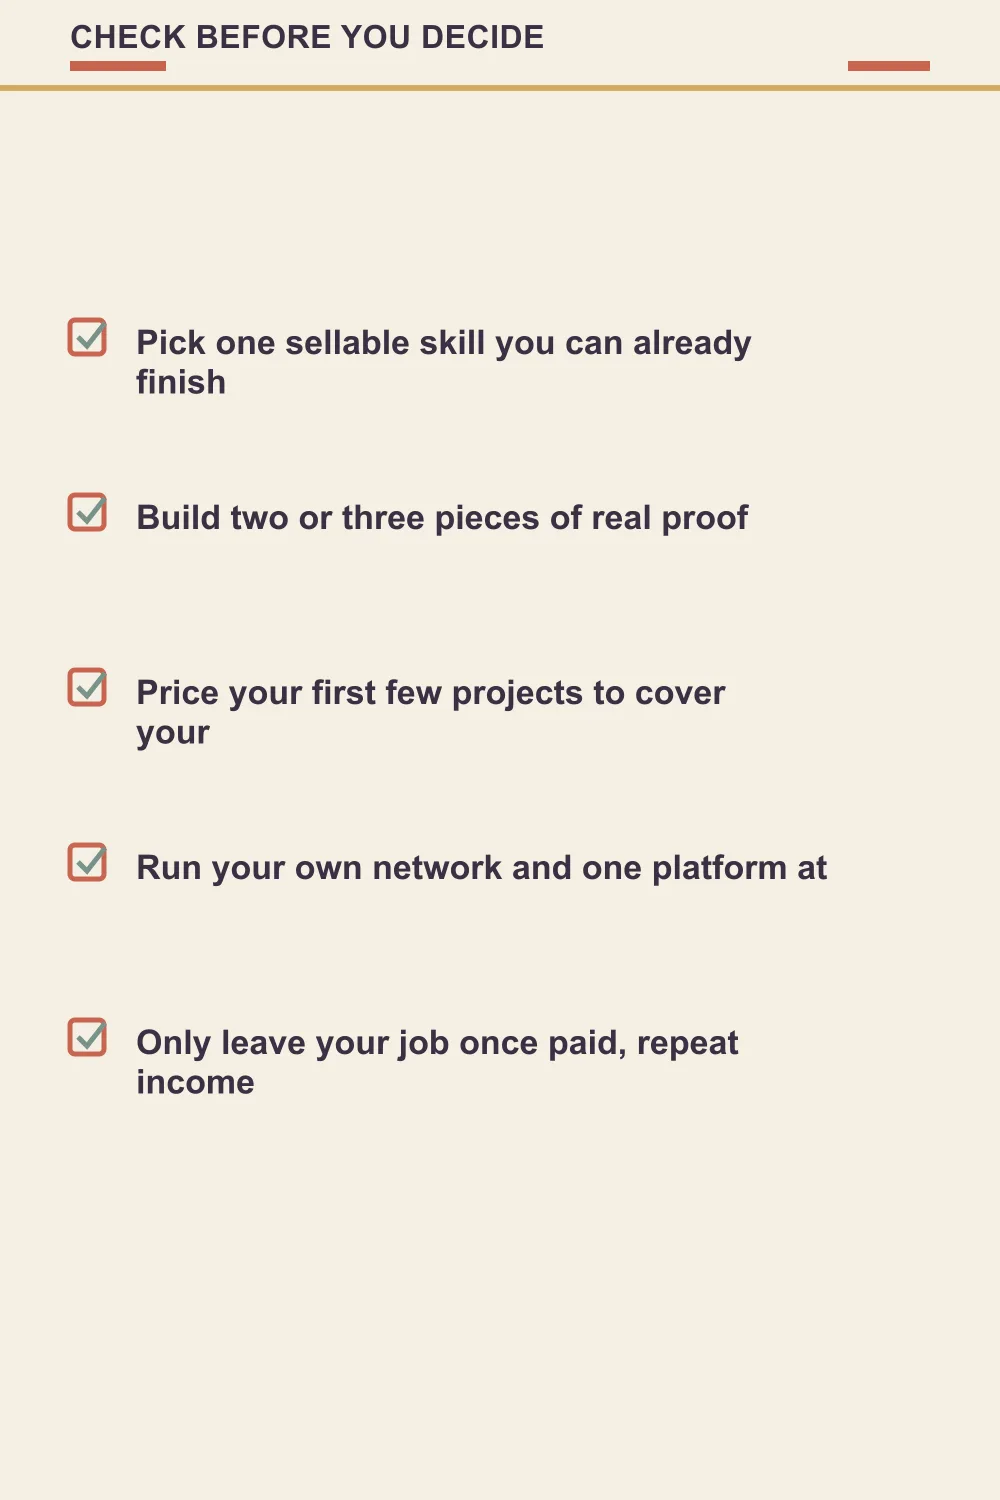 CHECK BEFORE YOU DECIDE
Pick one sellable skill you can already
finish
Build two or three pieces of real proof
Price your first few projects to cover
your
Run your own network and one platform at
Only leave your job once paid, repeat
income